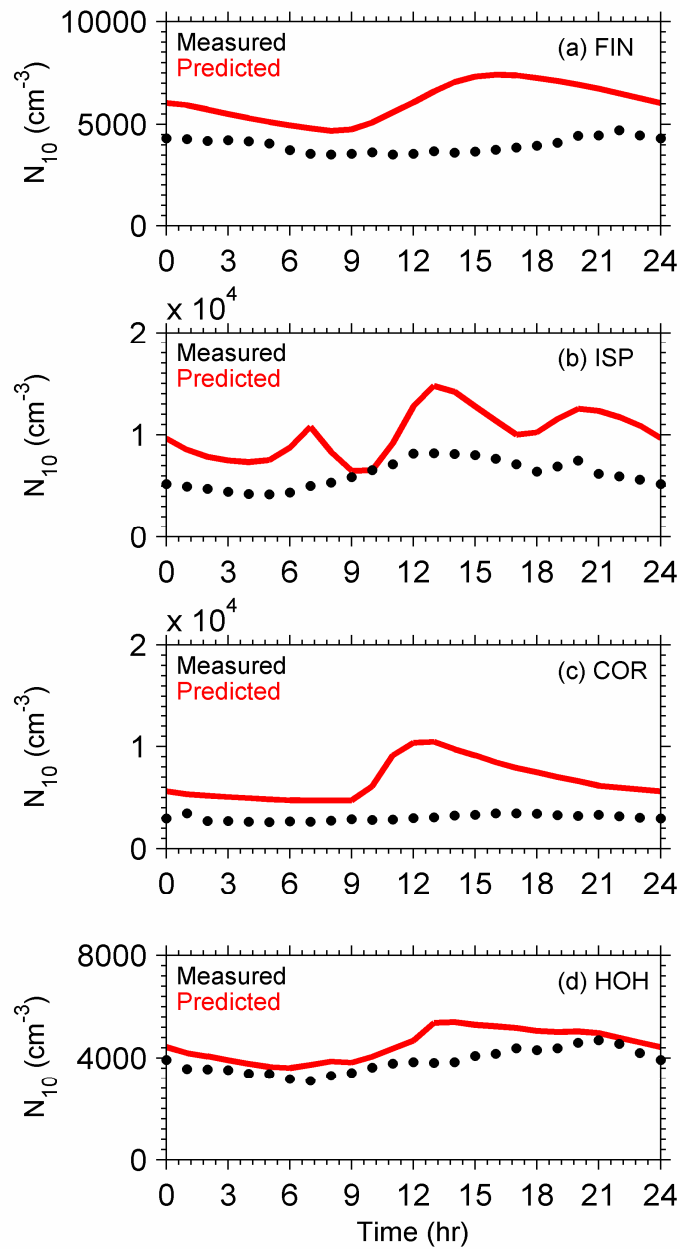 10000
Measured
Predicted
(a) FIN
N10 (cm-3)
5000
0
0 3 6 9 12 15 18 21 24
x 10^4
2
Measured
Predicted
(b) ISP
N10 (cm-3)
1
0
0 3 6 9 12 15 18 21 24
x 10^4
2
Measured
Predicted
(c) COR
N10 (cm-3)
1
0
0 3 6 9 12 15 18 21 24
8000
Measured
Predicted
(d) HOH
N10 (cm-3)
4000
0
0 3 6 9 12 15 18 21 24
Time (hr)